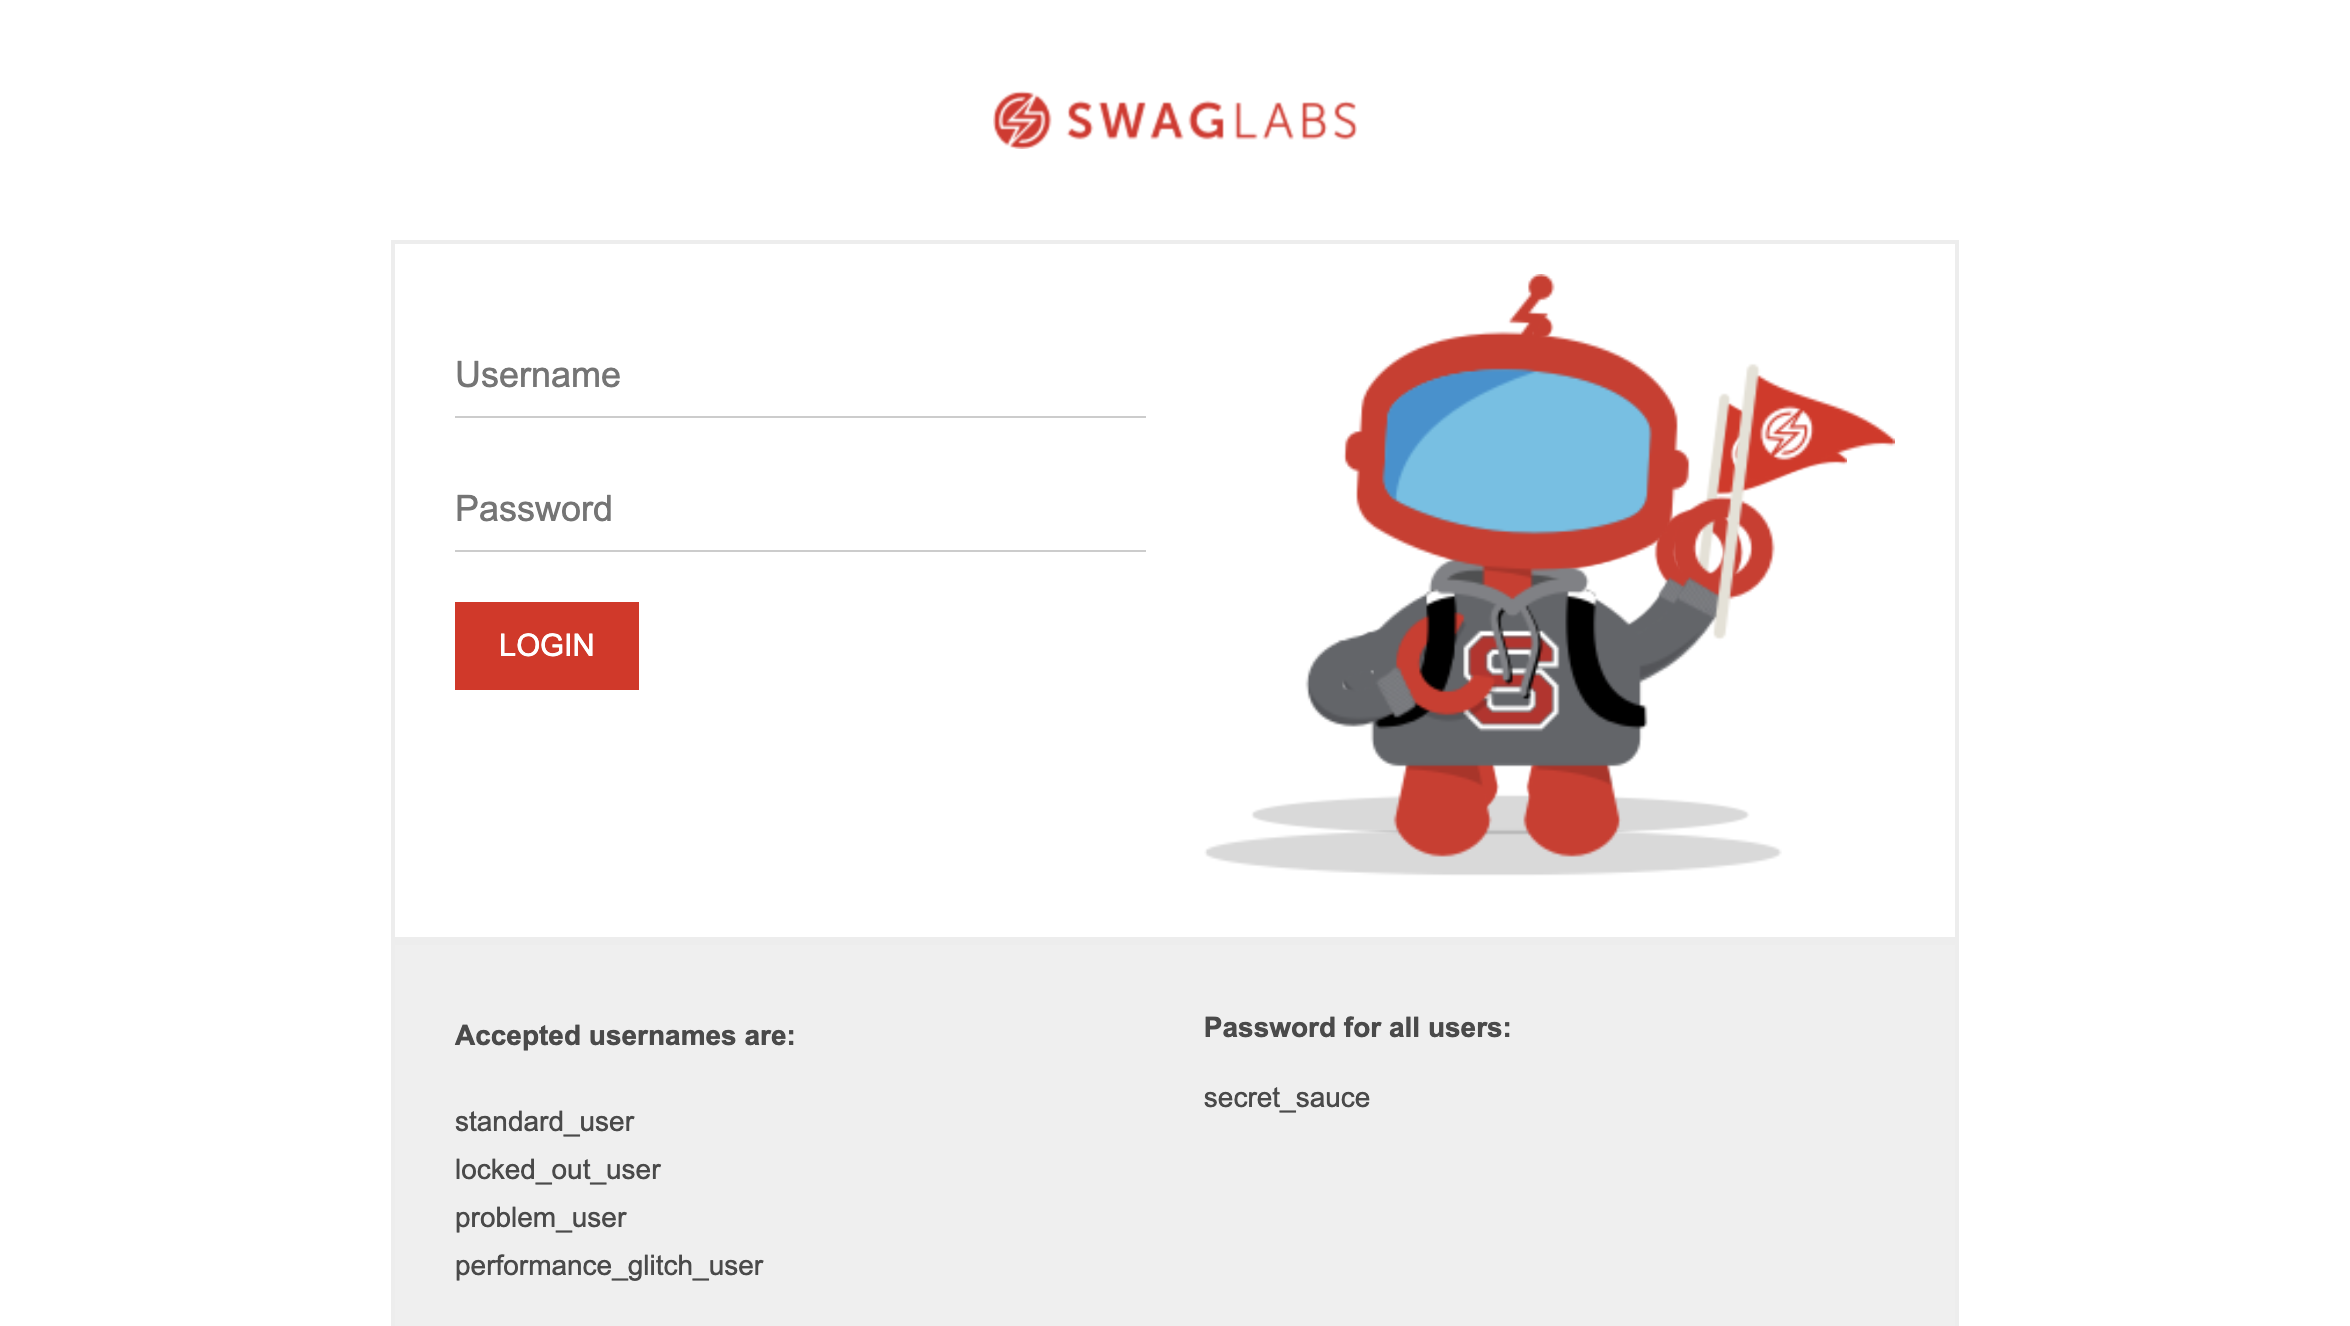 SWAGLABS
Username
Password
LOGIN
S
Accepted usernames are:
standard_user
locked_out_user
problem_user
performance_glitch_user
Password for all users:
secret_sauce